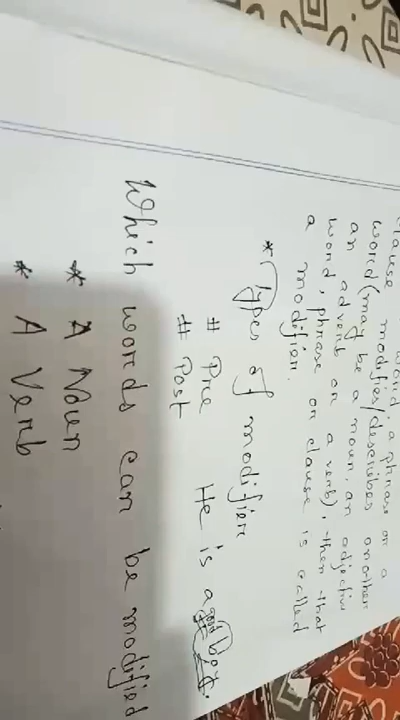 clause word, a phrase or a
word (may modifies/describes another
an adverb be a noun, an adjective
word, phrase or a verb), then that
a modifier. or clause is called
* Types of modifier
# Pre He is a good boy.
# Post
Which words can be modified
* A Noun
* A Verb